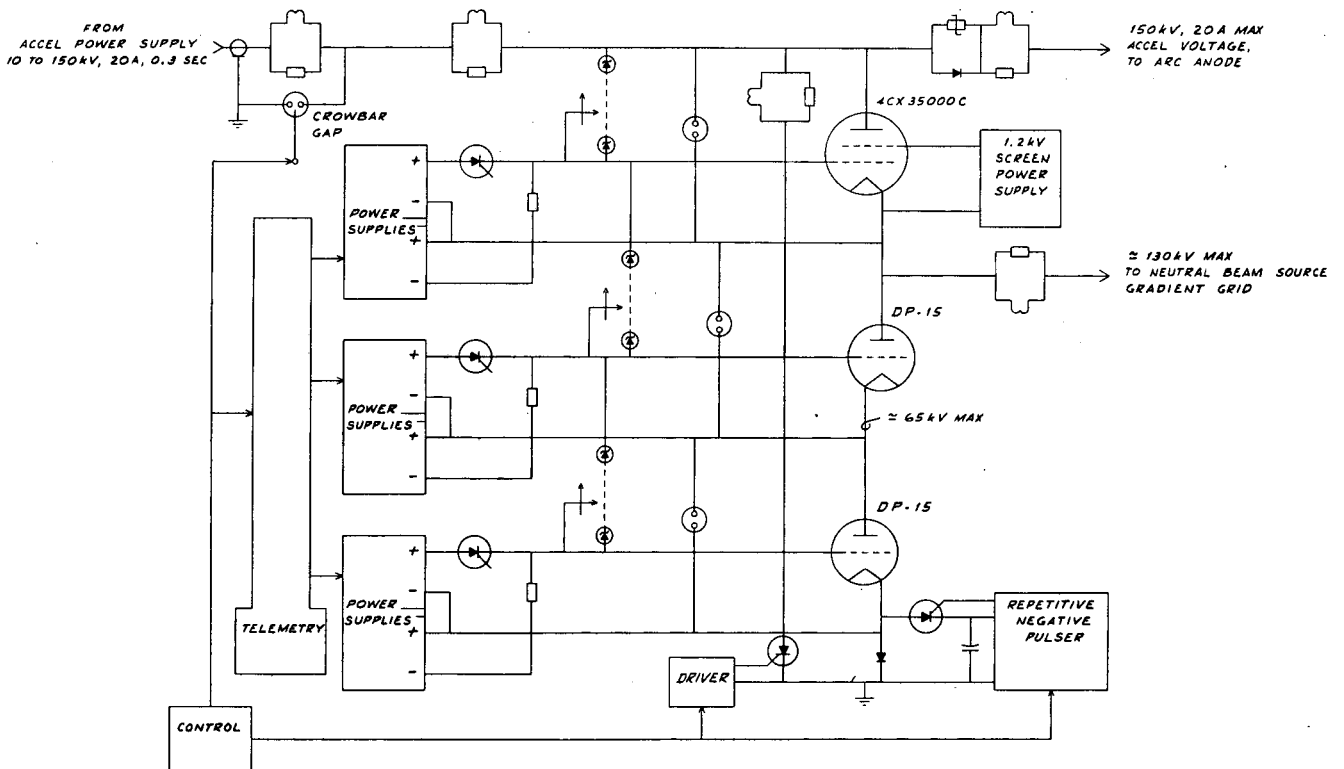 FROM
ACCEL POWER SUPPLY
10 TO 150kV, 20A, 0.3 SEC
150kV, 20A MAX
ACCEL VOLTAGE,
TO ARC ANODE
4CX35000C
CROWBAR
GAP
1.2kV
SCREEN
POWER
SUPPLY
+
-
POWER
SUPPLIES
+
-
≈ 130kV MAX
TO NEUTRAL BEAM SOURCE
GRADIENT GRID
DP-15
+
-
POWER
SUPPLIES
+
-
≈ 65kV MAX
DP-15
+
-
POWER
SUPPLIES
+
-
TELEMETRY
REPETITIVE
NEGATIVE
PULSER
DRIVER
CONTROL